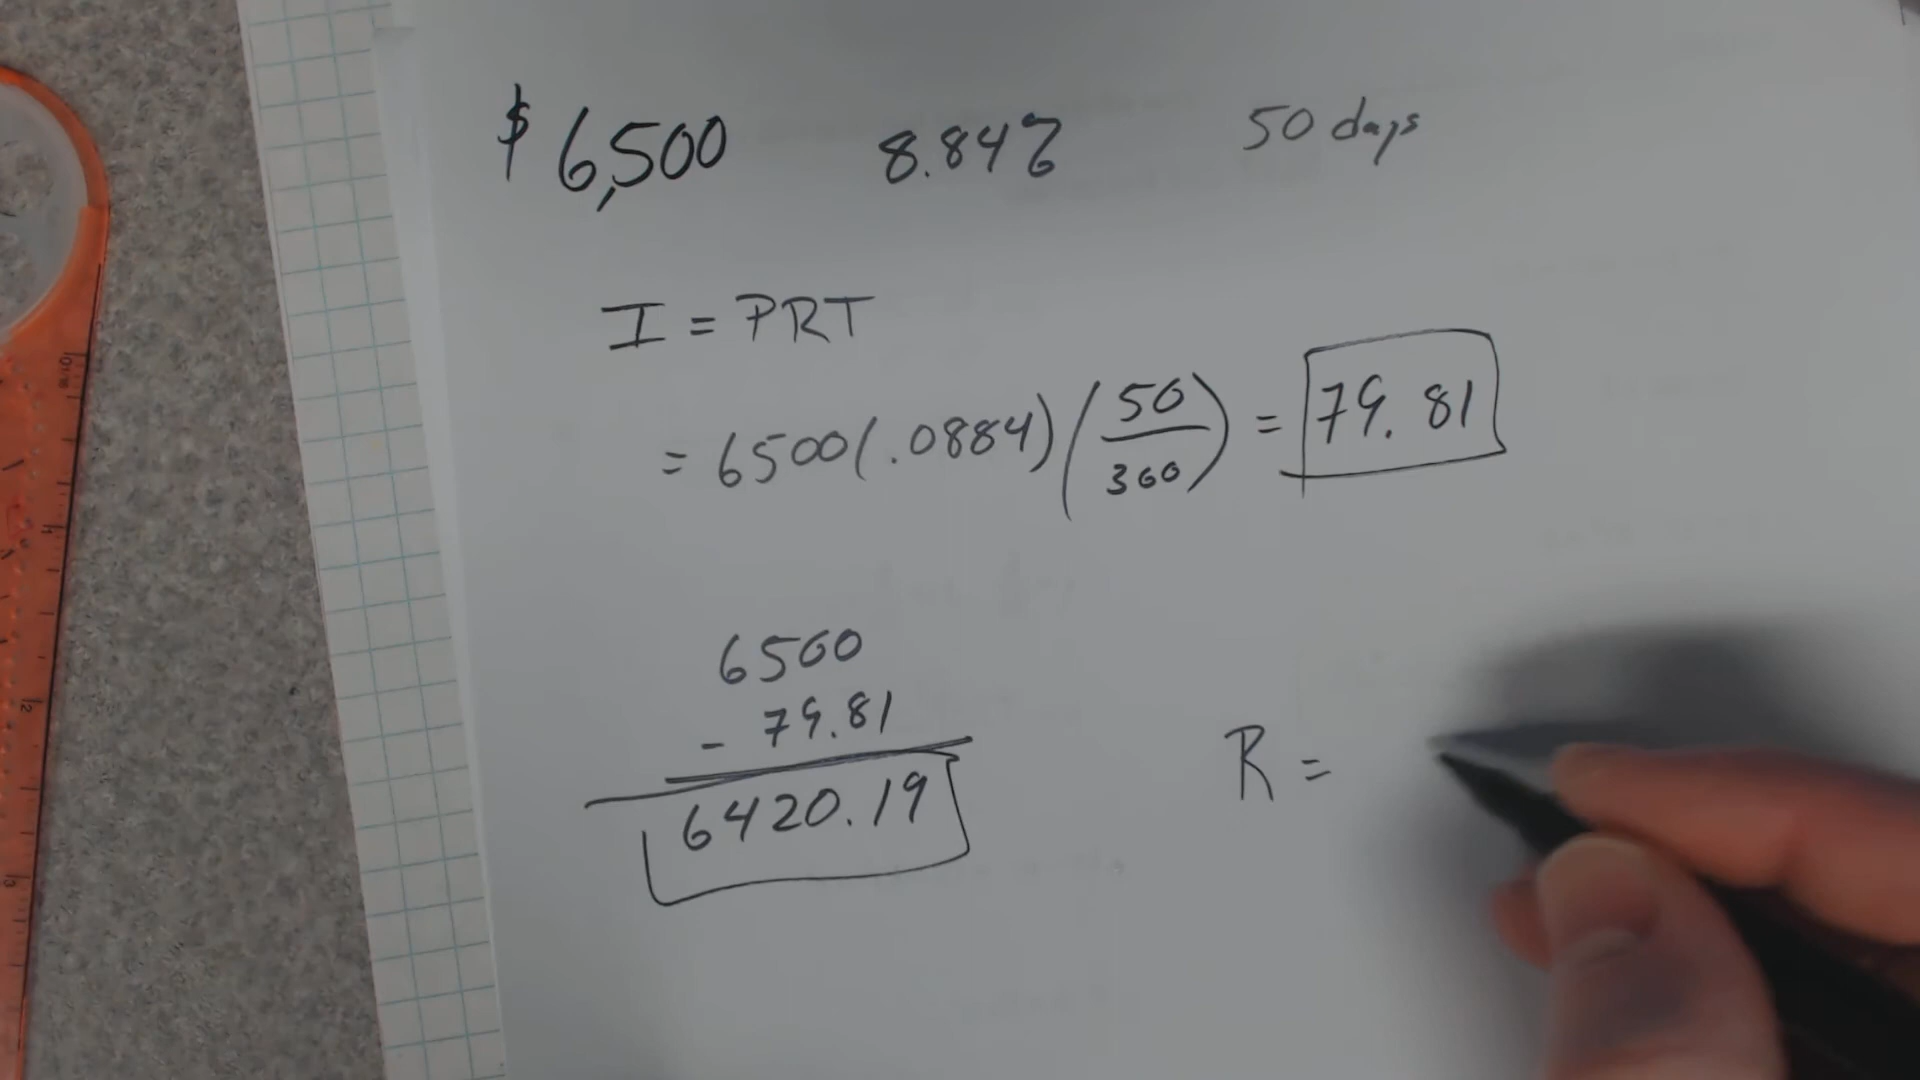 $ 6,500 8.84% 50 days
I = PRT
= 6500(.0884)(50/360) = 79.81
6500
- 79.81
6420.19
R =